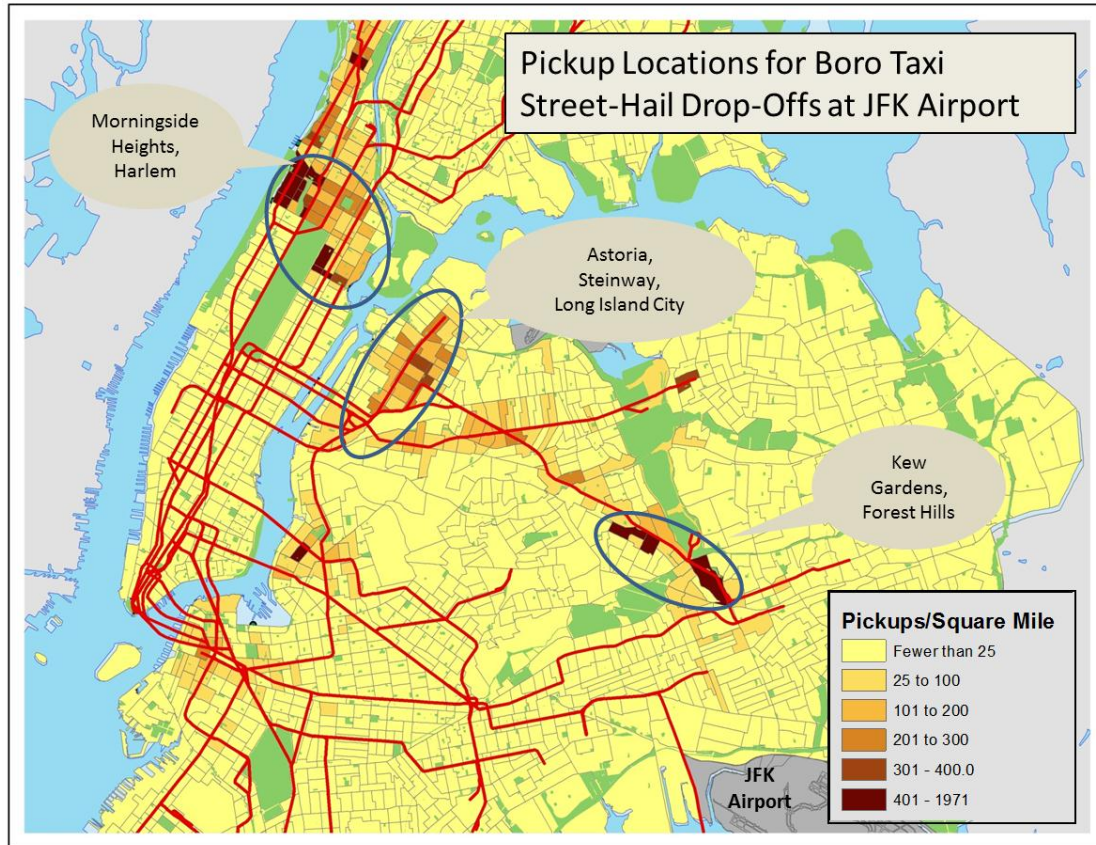 Pickup Locations for Boro Taxi
Street-Hail Drop-Offs at JFK Airport
Morningside
Heights,
Harlem
Astoria,
Steinway,
Long Island City
Kew
Gardens,
Forest Hills
JFK
Airport
Pickups/Square Mile
Fewer than 25
25 to 100
101 to 200
201 to 300
301 - 400.0
401 - 1971